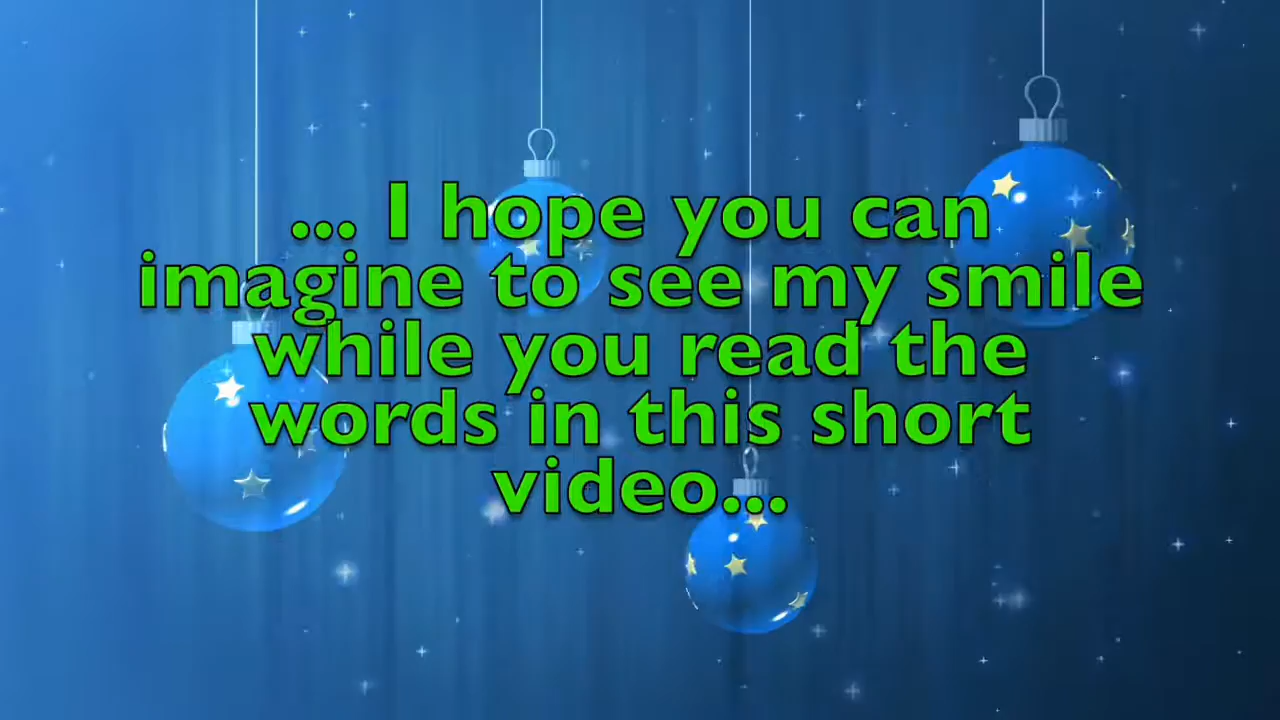 ... I hope you can
imagine to see my smile
while you read the
words in this short
video...